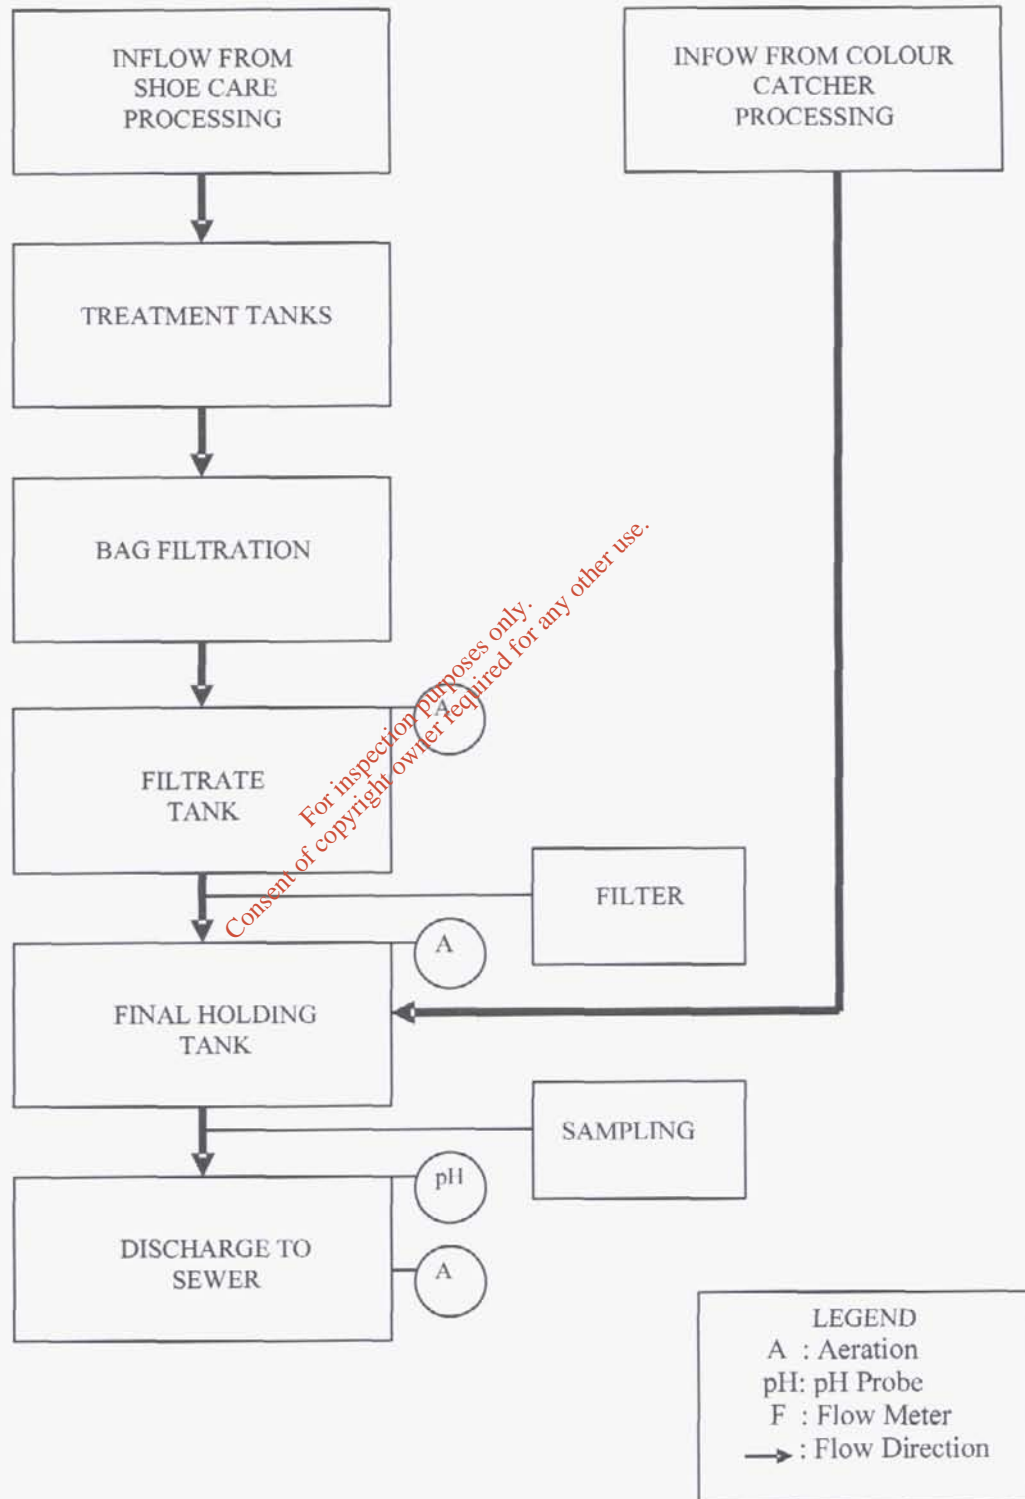 INFLOW FROM
SHOE CARE
PROCESSING
INFOW FROM COLOUR
CATCHER
PROCESSING
TREATMENT TANKS
BAG FILTRATION
For inspection purposes only.
Consent of copyright owner required for any other use.
A
FILTRATE
TANK
FILTER
A
FINAL HOLDING
TANK
SAMPLING
pH
DISCHARGE TO
SEWER
A
LEGEND
A : Aeration
pH: pH Probe
F : Flow Meter
: Flow Direction